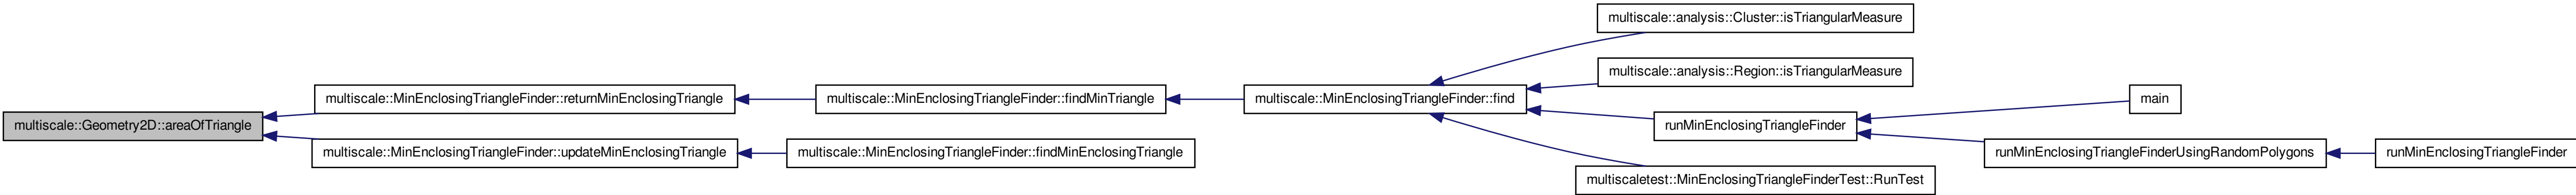 multiscale::Geometry2D::areaOfTriangle
multiscale::MinEnclosingTriangleFinder::returnMinEnclosingTriangle
multiscale::MinEnclosingTriangleFinder::updateMinEnclosingTriangle
multiscale::MinEnclosingTriangleFinder::findMinTriangle
multiscale::MinEnclosingTriangleFinder::findMinEnclosingTriangle
multiscale::MinEnclosingTriangleFinder::find
multiscale::analysis::Cluster::isTriangularMeasure
multiscale::analysis::Region::isTriangularMeasure
runMinEnclosingTriangleFinder
multiscaletest::MinEnclosingTriangleFinderTest::RunTest
main
runMinEnclosingTriangleFinderUsingRandomPolygons
runMinEnclosingTriangleFinder